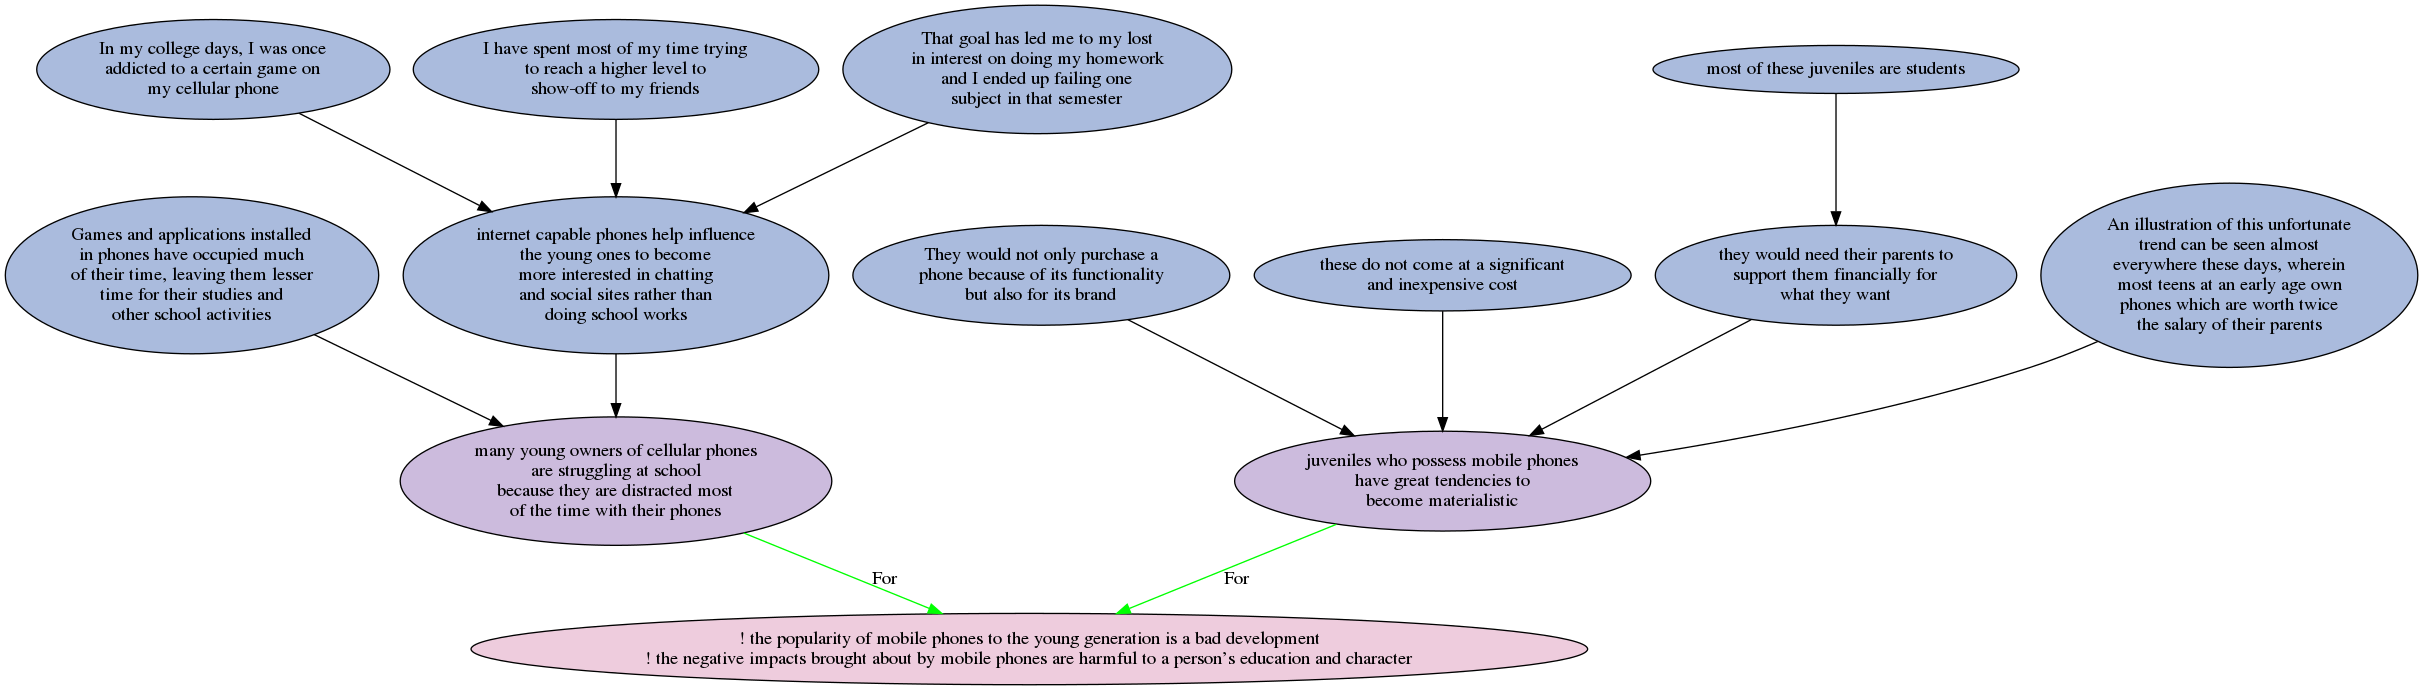 In my college days, I was once
addicted to a certain game on
my cellular phone
I have spent most of my time trying
to reach a higher level to
show-off to my friends
That goal has led me to my lost
in interest on doing my homework
and I ended up failing one
subject in that semester
most of these juveniles are students
Games and applications installed
in phones have occupied much
of their time, leaving them lesser
time for their studies and
other school activities
internet capable phones help influence
the young ones to become
more interested in chatting
and social sites rather than
doing school works
They would not only purchase a
phone because of its functionality
but also for its brand
these do not come at a significant
and inexpensive cost
they would need their parents to
support them financially for
what they want
An illustration of this unfortunate
trend can be seen almost
everywhere these days, wherein
most teens at an early age own
phones which are worth twice
the salary of their parents
many young owners of cellular phones
are struggling at school
because they are distracted most
of the time with their phones
juveniles who possess mobile phones
have great tendencies to
become materialistic
For
For
! the popularity of mobile phones to the young generation is a bad development
! the negative impacts brought about by mobile phones are harmful to a person’s education and character